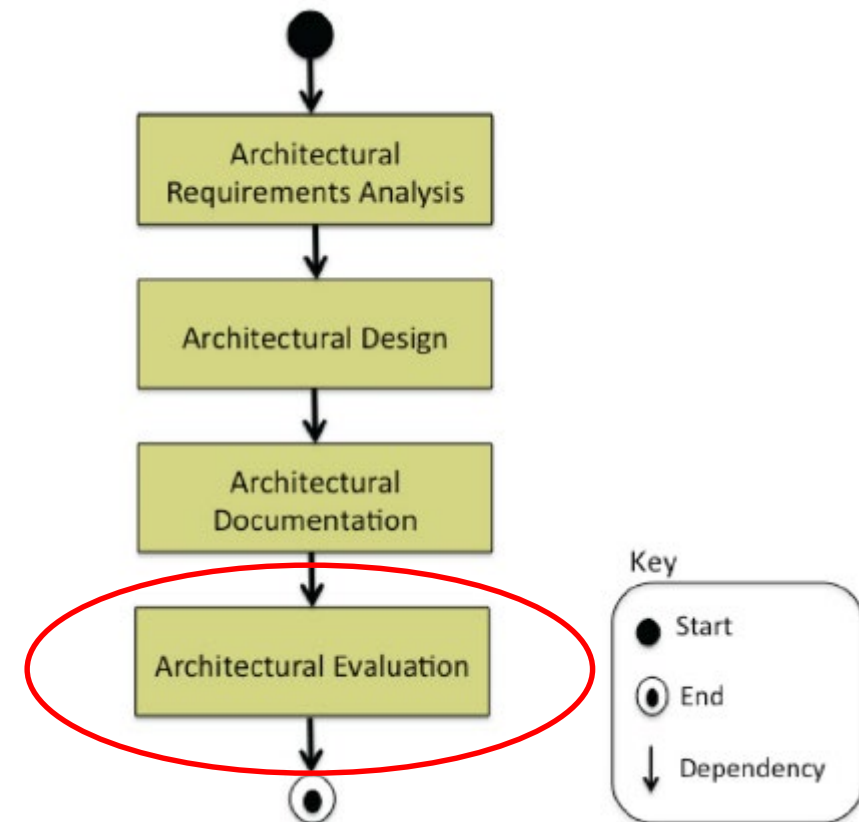 Architectural
Requirements Analysis
Architectural Design
Architectural
Documentation
Architectural Evaluation
Key
Start
End
Dependency